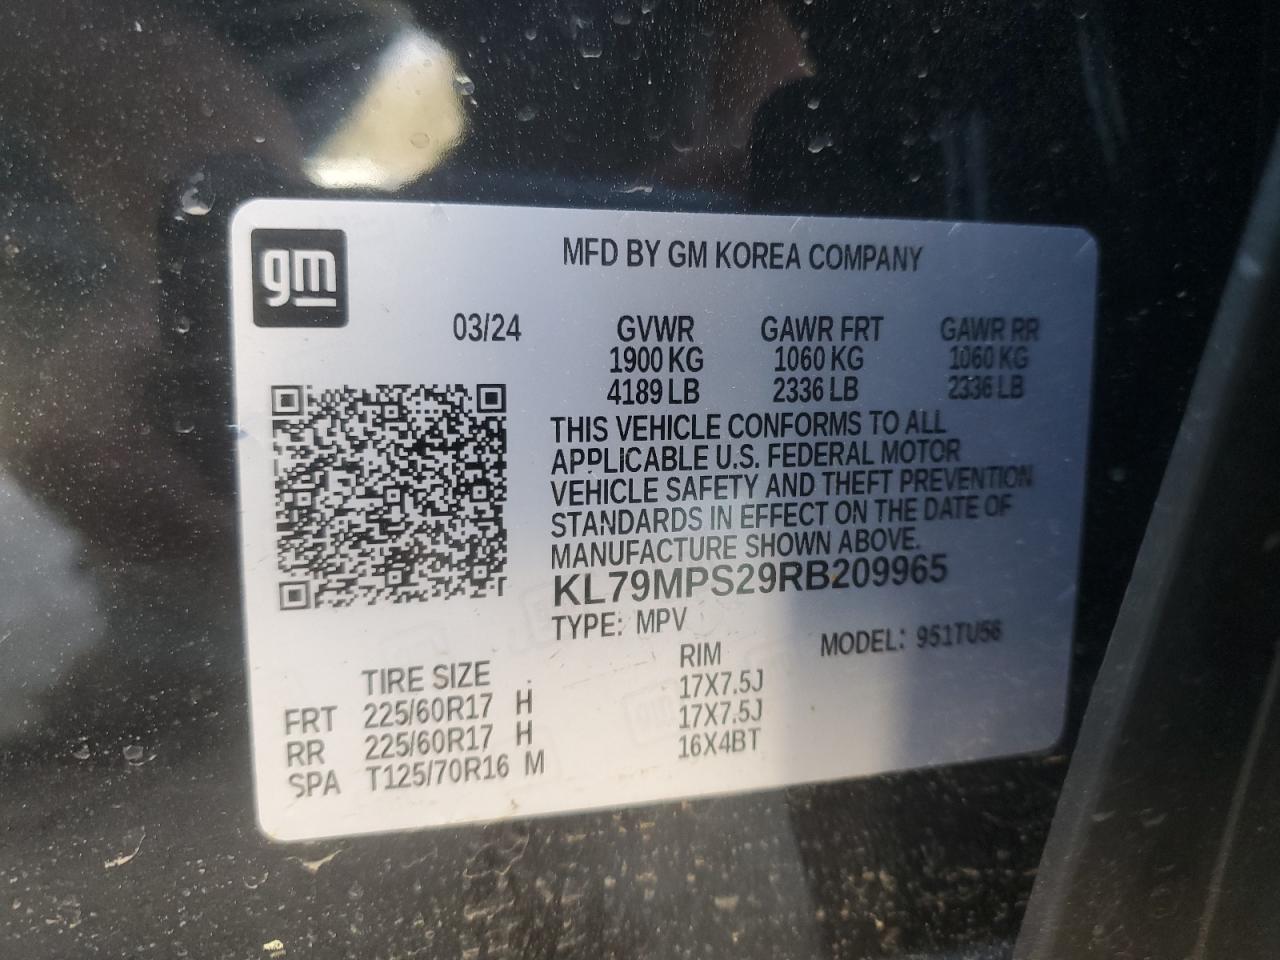 gm
MFD BY GM KOREA COMPANY
03/24 GVWR GAWR FRT GAWR RR
1900 KG 1060 KG 1060 KG
4189 LB 2336 LB 2336 LB
THIS VEHICLE CONFORMS TO ALL
APPLICABLE U.S. FEDERAL MOTOR
VEHICLE SAFETY AND THEFT PREVENTION
STANDARDS IN EFFECT ON THE DATE OF
MANUFACTURE SHOWN ABOVE.
KL79MPS29RB209965
TYPE: MPV MODEL: 951TU56
TIRE SIZE RIM
FRT 225/60R17 H 17X7.5J
RR 225/60R17 H 17X7.5J
SPA T125/70R16 M 16X4BT